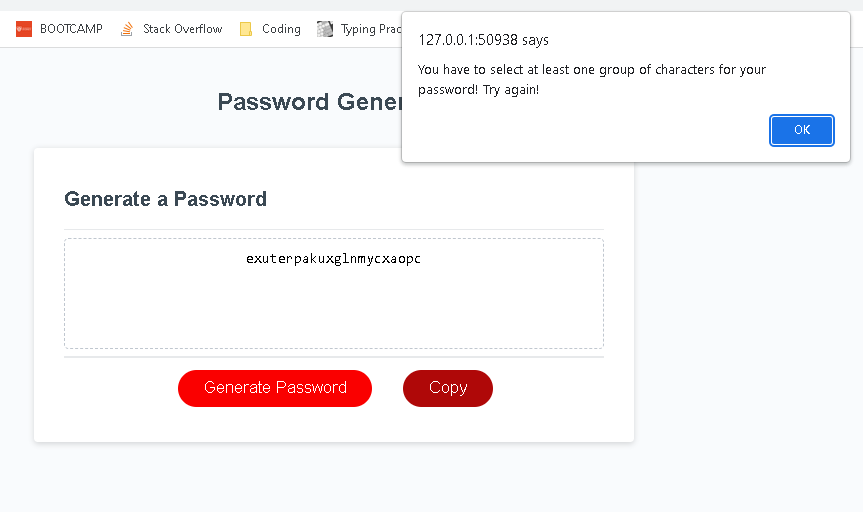 BOOTCAMP Stack Overflow Coding Typing Prac
127.0.0.1:50938 says
You have to select at least one group of characters for your
password! Try again!
OK
Password Gener
Generate a Password
exuterpakuxglnmycxaopc
Generate Password Copy